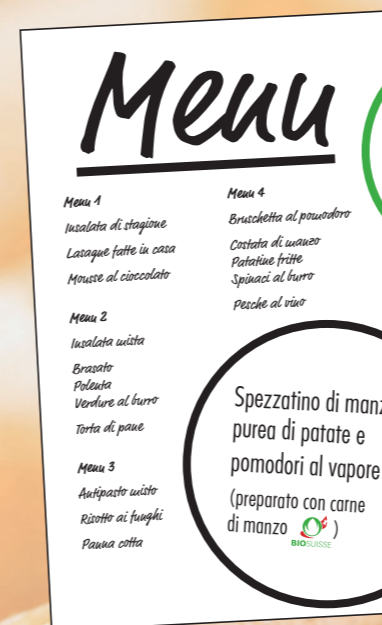 Menu
Menu 1
Insalata di stagione
Lasagne fatte in casa
Mousse al cioccolato
Menu 2
Insalata mista
Brasato
Polenta
Verdure al burro
Torta di pane
Menu 3
Antipasto misto
Risotto ai funghi
Panna cotta
Menu 4
Bruschetta al pomodoro
Costata di manzo
Patatine fritte
Spinaci al burro
Pesche al vino
Spezzatino di manz
purea di patate e
pomodori al vapore
(preparato con carne
di manzo )
BIOSUISSE